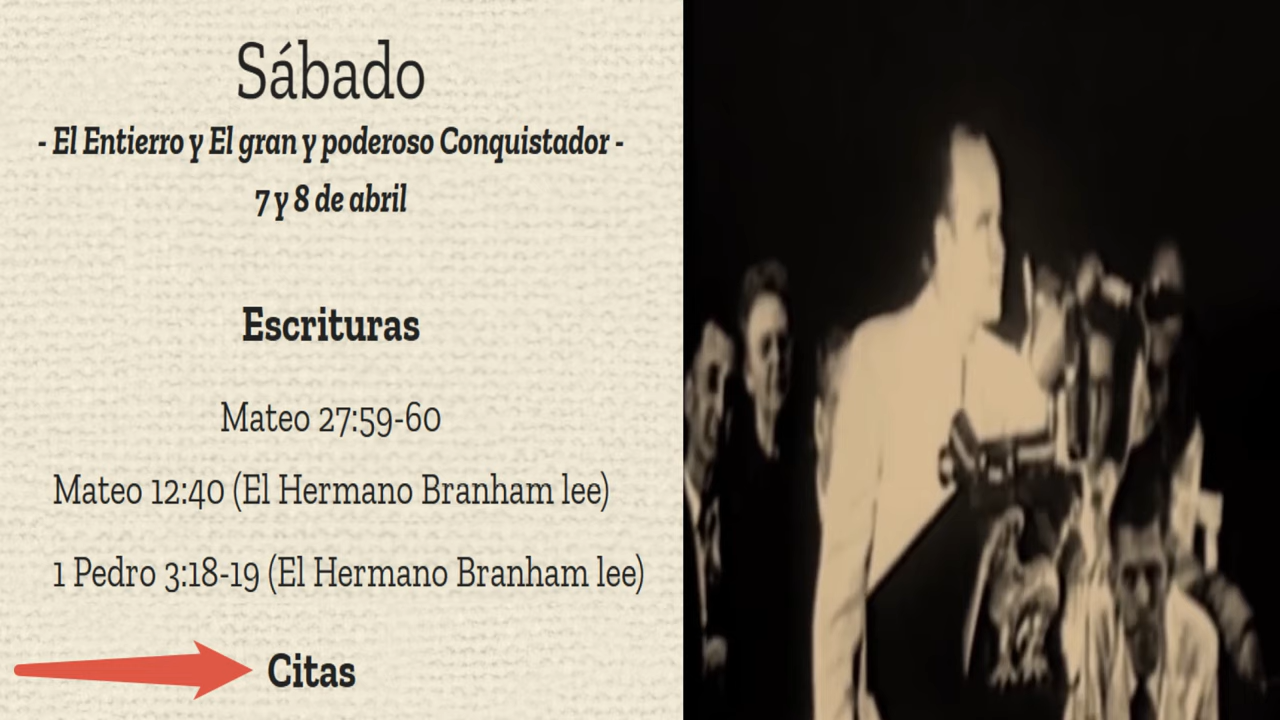 Sábado
- El Entierro y El gran y poderoso Conquistador -
7 y 8 de abril
Escrituras
Mateo 27:59-60
Mateo 12:40 (El Hermano Branham lee)
1 Pedro 3:18-19 (El Hermano Branham lee)
Citas